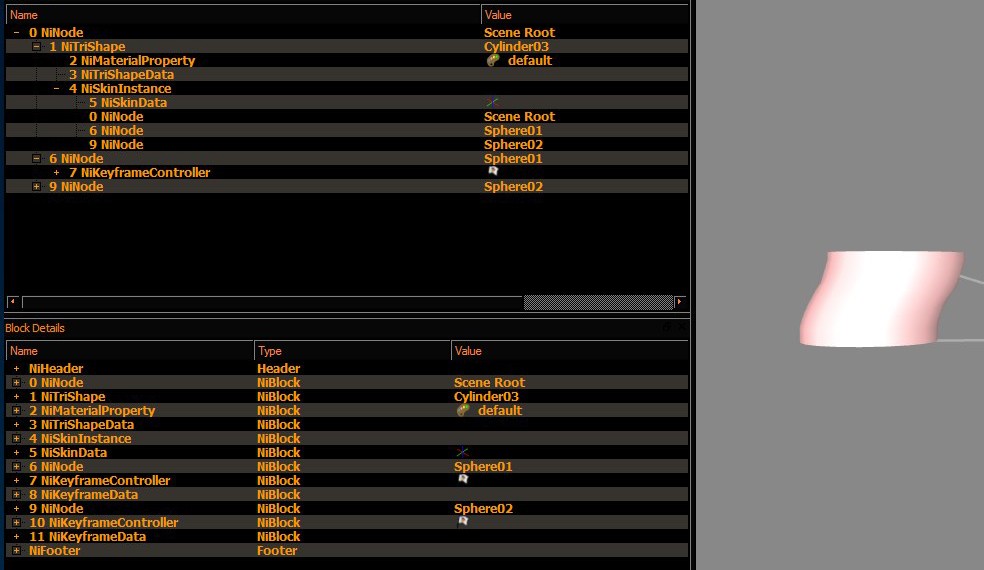 Name Value
0 NiNode Scene Root
1 NiTriShape Cylinder03
2 NiMaterialProperty default
3 NiTriShapeData
4 NiSkinInstance
5 NiSkinData
0 NiNode Scene Root
6 NiNode Sphere01
9 NiNode Sphere02
6 NiNode Sphere01
7 NiKeyframeController
9 NiNode Sphere02
Block Details
Name Type Value
NiHeader Header
0 NiNode NiBlock Scene Root
1 NiTriShape NiBlock Cylinder03
2 NiMaterialProperty NiBlock default
3 NiTriShapeData NiBlock
4 NiSkinInstance NiBlock
5 NiSkinData NiBlock
6 NiNode NiBlock Sphere01
7 NiKeyframeController NiBlock
8 NiKeyframeData NiBlock
9 NiNode NiBlock Sphere02
10 NiKeyframeController NiBlock
11 NiKeyframeData NiBlock
NiFooter Footer